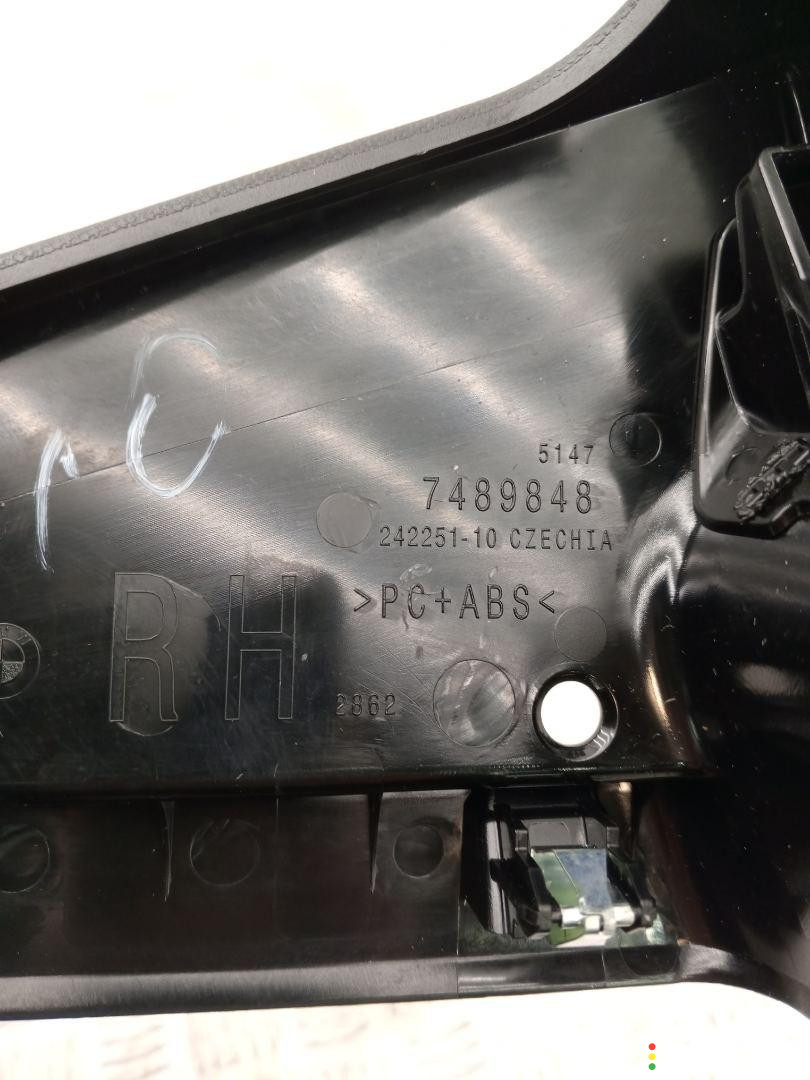 5147
7489848
242251-10 CZECHIA
>PC+ABS<
RH
2862